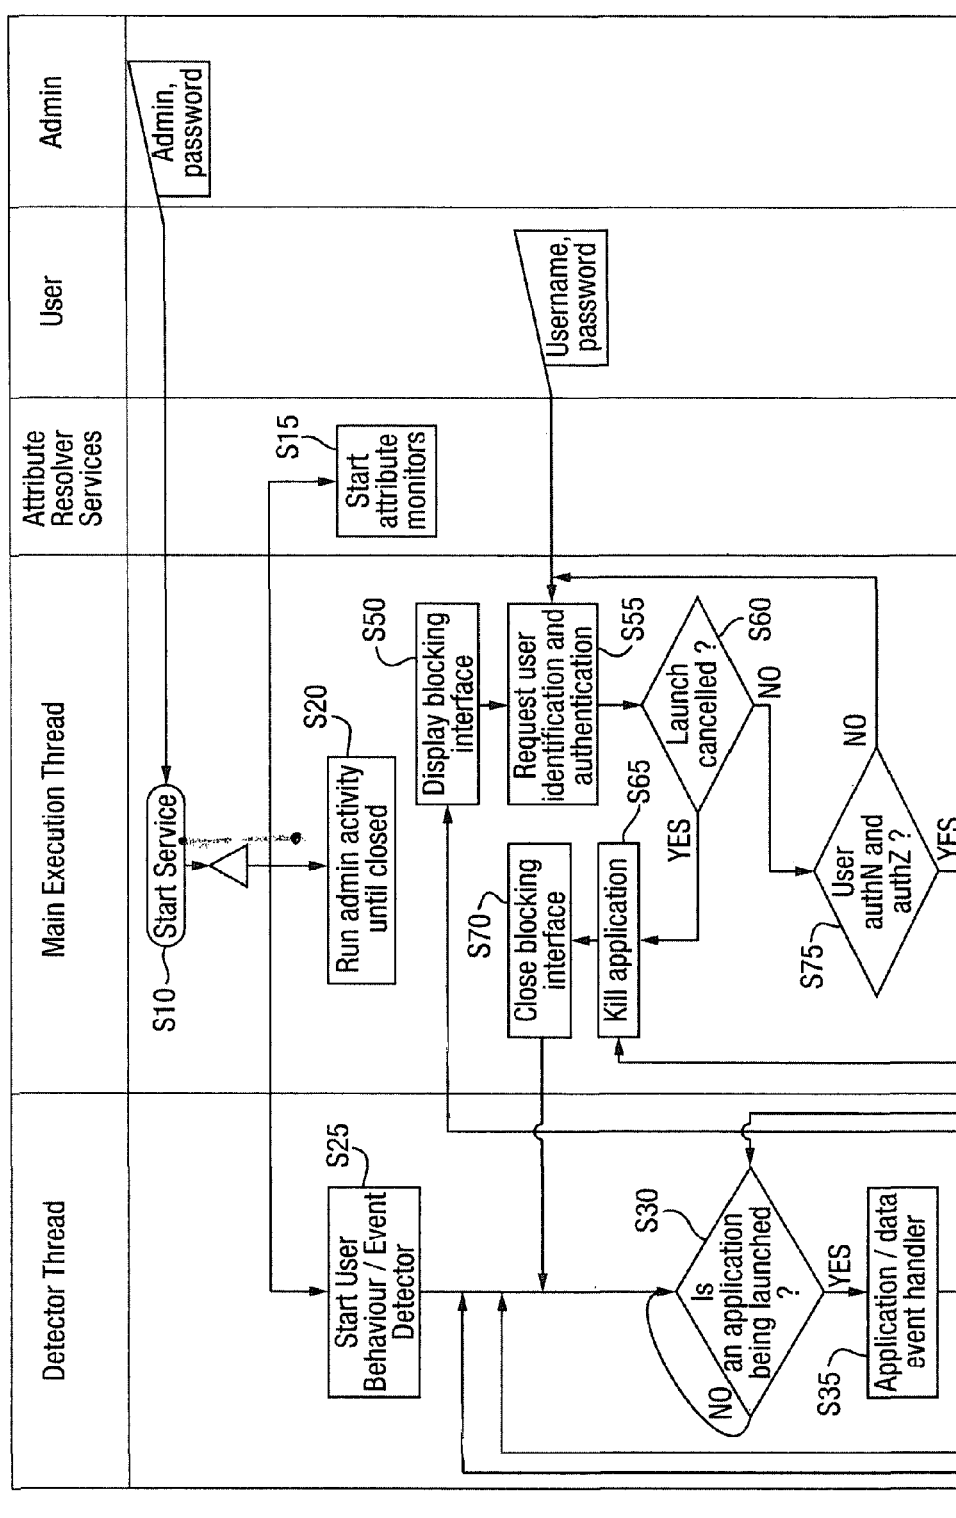 Detector Thread
Main Execution Thread
Attribute
Resolver
Services
User
Admin
Admin,
password
S10
Start Service
S15
Start
attribute
monitors
S20
Run admin activity
until closed
S25
Start User
Behaviour / Event
Detector
S50
Display blocking
interface
Username,
password
S55
Request user
identification and
authentication
S70
Close blocking
interface
S65
Kill application
S60
Launch
cancelled ?
YES
NO
S30
Is
an application
being launched
?
NO
YES
S75
User
authN and
authZ ?
NO
YES
S35
Application / data
event handler